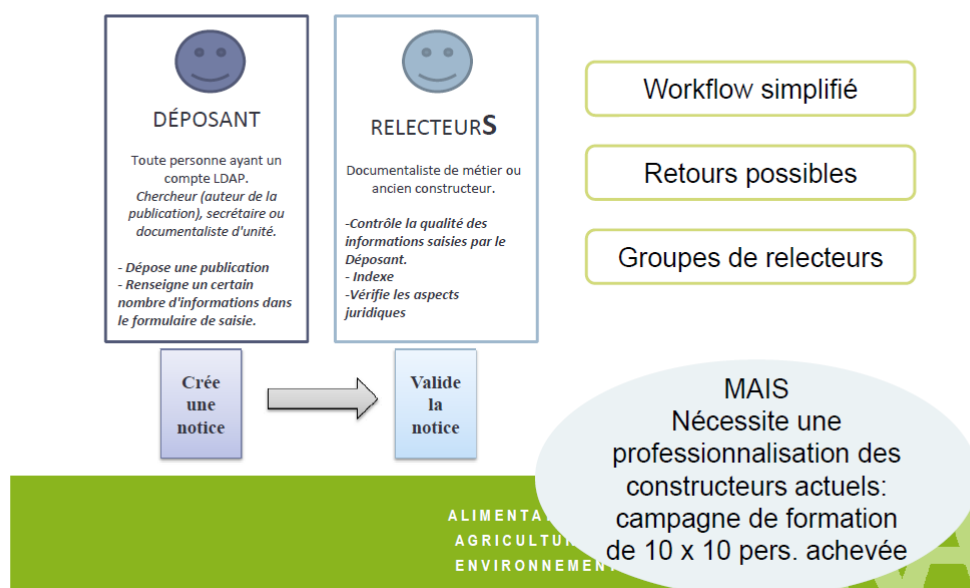 DÉPOSANT
Toute personne ayant un
compte LDAP.
Chercheur (auteur de la
publication), secrétaire ou
documentaliste d'unité.
- Dépose une publication
- Renseigne un certain
nombre d'informations dans
le formulaire de saisie.
RELECTEURS
Documentaliste de métier ou
ancien constructeur.
-Contrôle la qualité des
informations saisies par le
Déposant.
- Indexe
-Vérifie les aspects
juridiques
Crée
une
notice
Valide
la
notice
Workflow simplifié
Retours possibles
Groupes de relecteurs
MAIS
Nécessite une
professionnalisation des
constructeurs actuels:
campagne de formation
de 10 x 10 pers. achevée
ALIMENTA
AGRICULTU
ENVIRONNEMENT